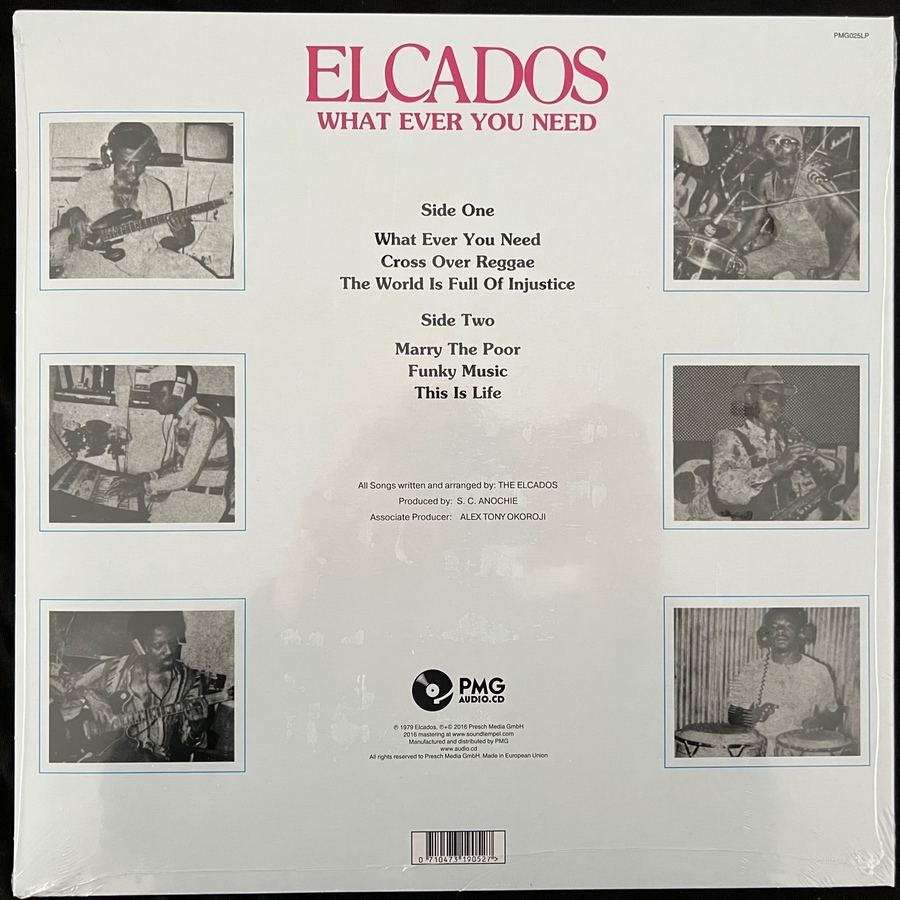 PMG025LP
ELCADOS
WHAT EVER YOU NEED
Side One
What Ever You Need
Cross Over Reggae
The World Is Full Of Injustice
Side Two
Marry The Poor
Funky Music
This Is Life
All Songs written and arranged by: THE ELCADOS
Produced by: S. C. ANOCHIE
Associate Producer: ALEX TONY OKOROJI
PMG
AUDIO.CD
℗ 1979 Elcados, ℗+© 2016 Presch Media GmbH
2016 mastering at www.soundtempel.com
Manufactured and distributed by PMG
www.audio.cd
All rights reserved to Presch Media GmbH. Made in European Union
0 710473 190527 >